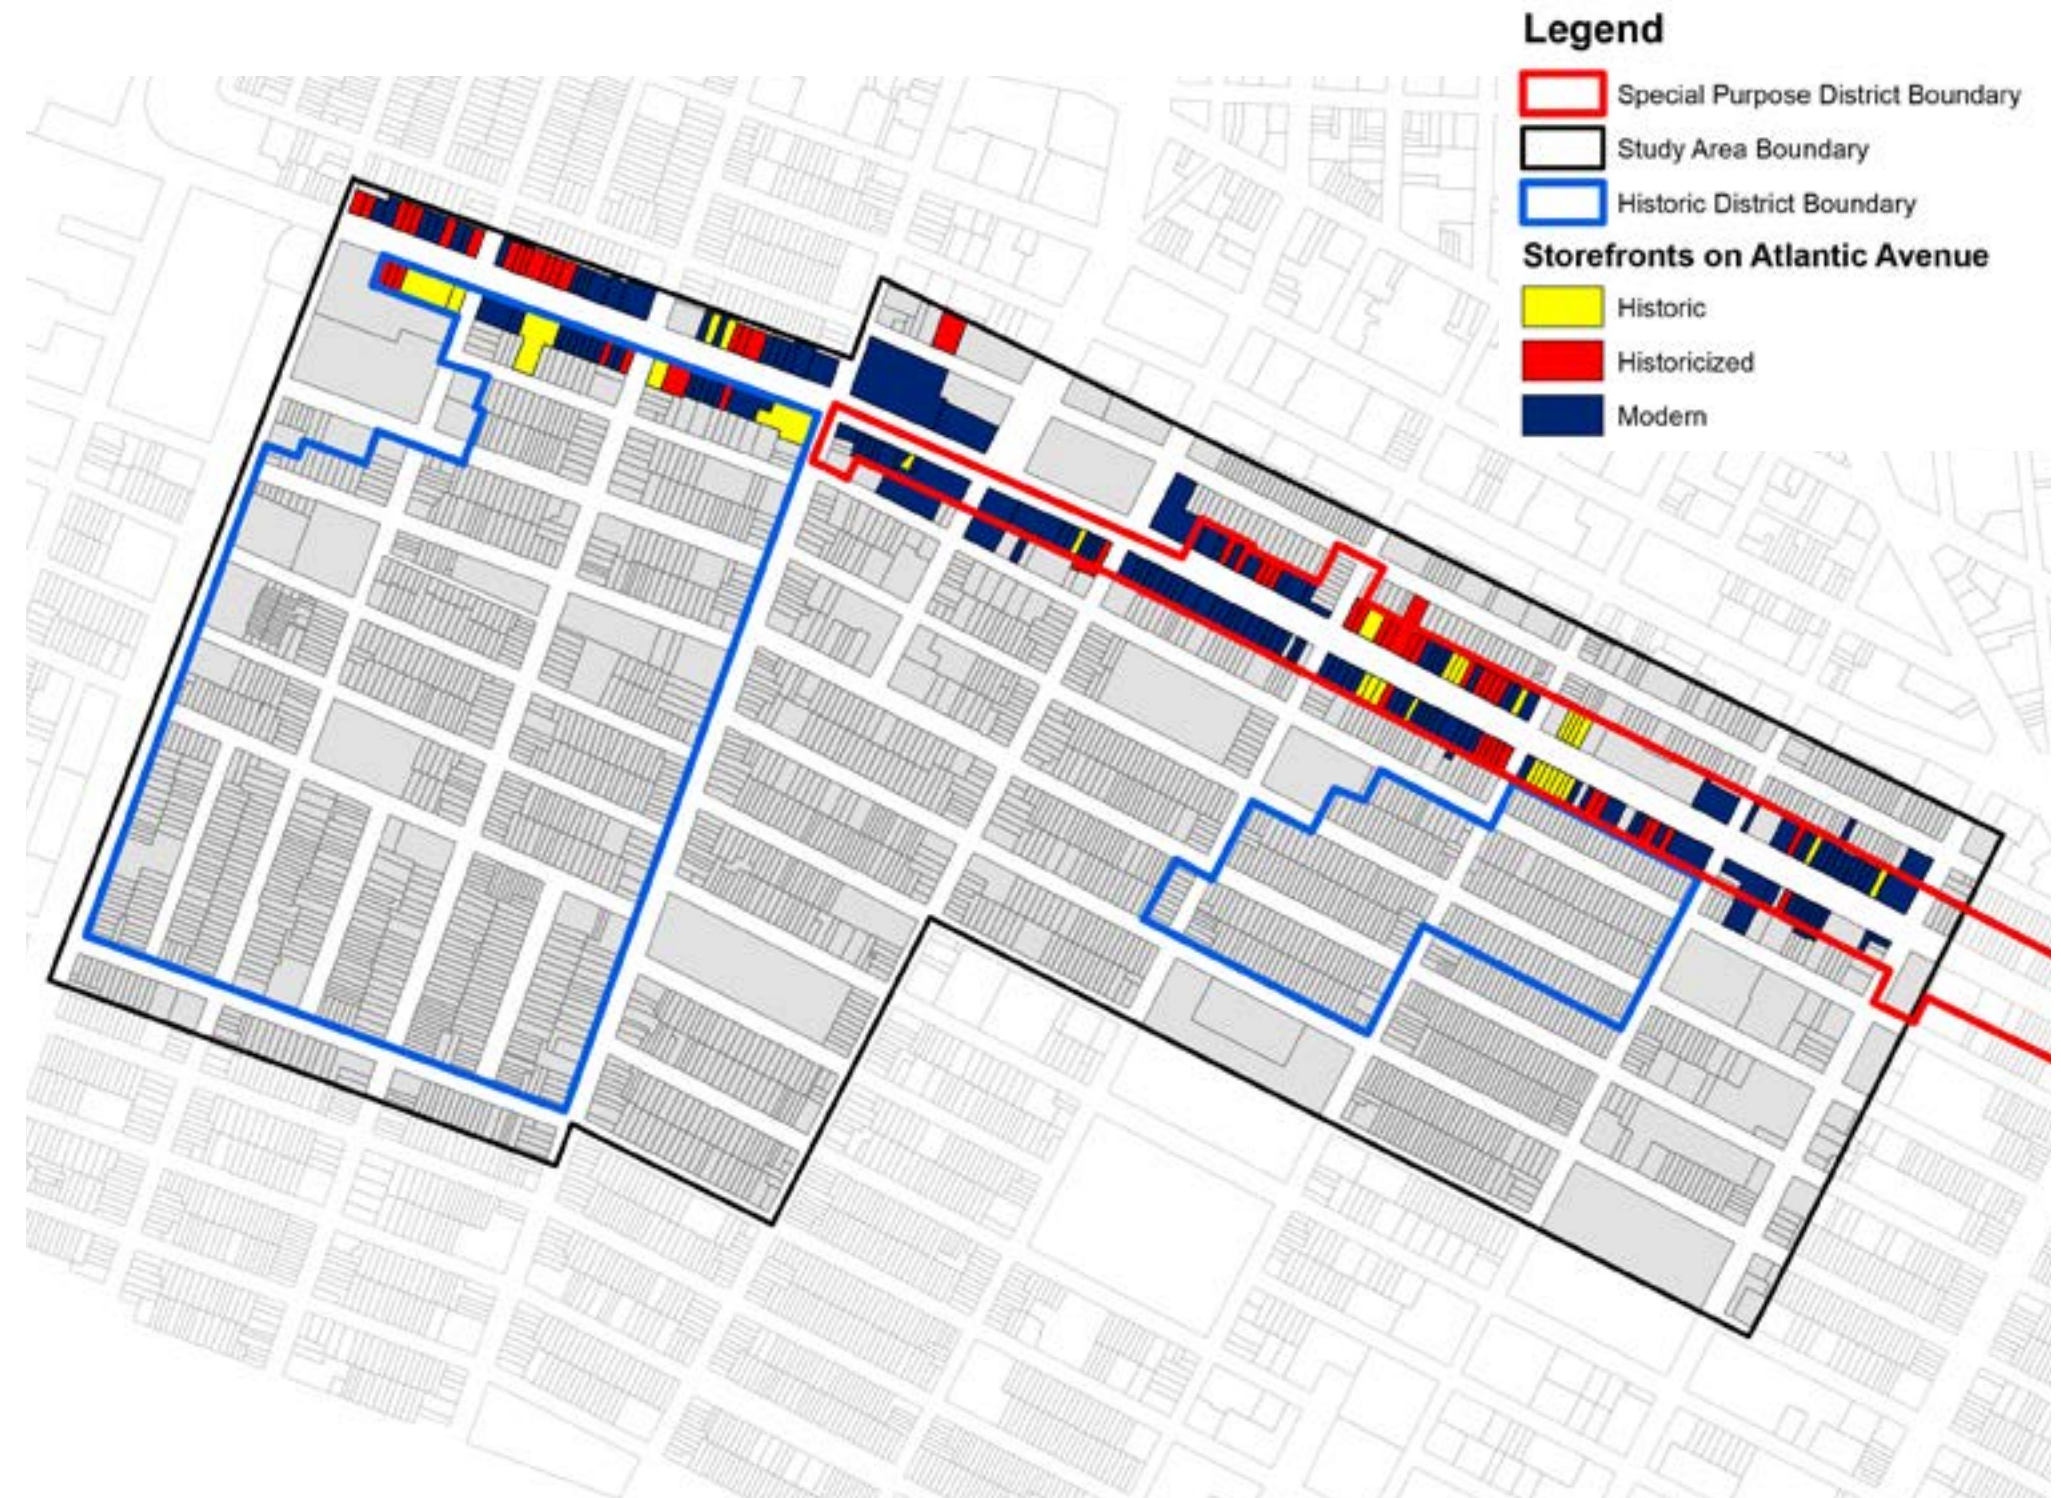 Legend
Special Purpose District Boundary
Study Area Boundary
Historic District Boundary
Storefronts on Atlantic Avenue
Historic
Historicized
Modern